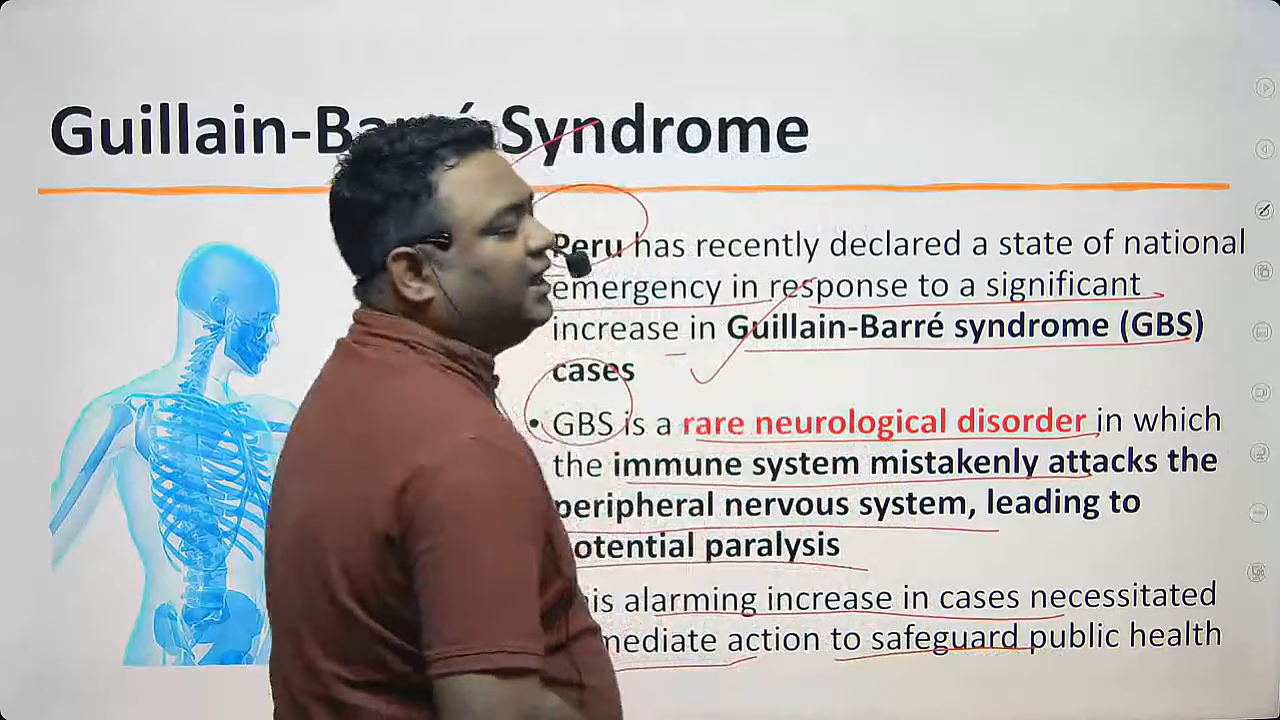 Guillain-Barré Syndrome
Peru has recently declared a state of national
emergency in response to a significant
increase in Guillain-Barré syndrome (GBS)
cases
• GBS is a rare neurological disorder in which
the immune system mistakenly attacks the
peripheral nervous system, leading to
potential paralysis
is alarming increase in cases necessitated
mediate action to safeguard public health